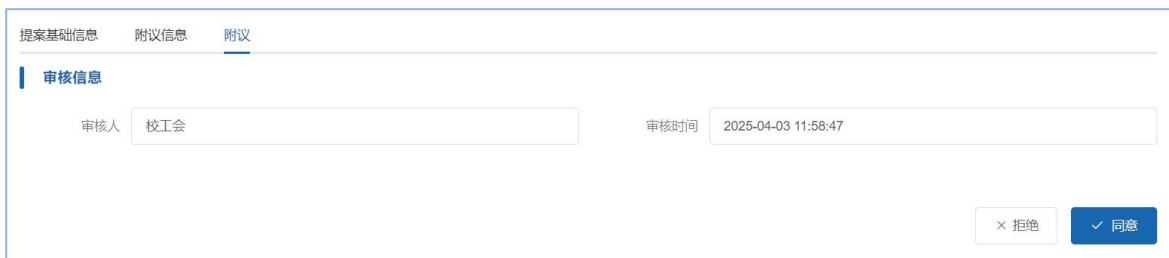 提案基础信息 附议信息 附议
审核信息
审核人 校工会 审核时间 2025-04-03 11:58:47
× 拒绝 ✓ 同意